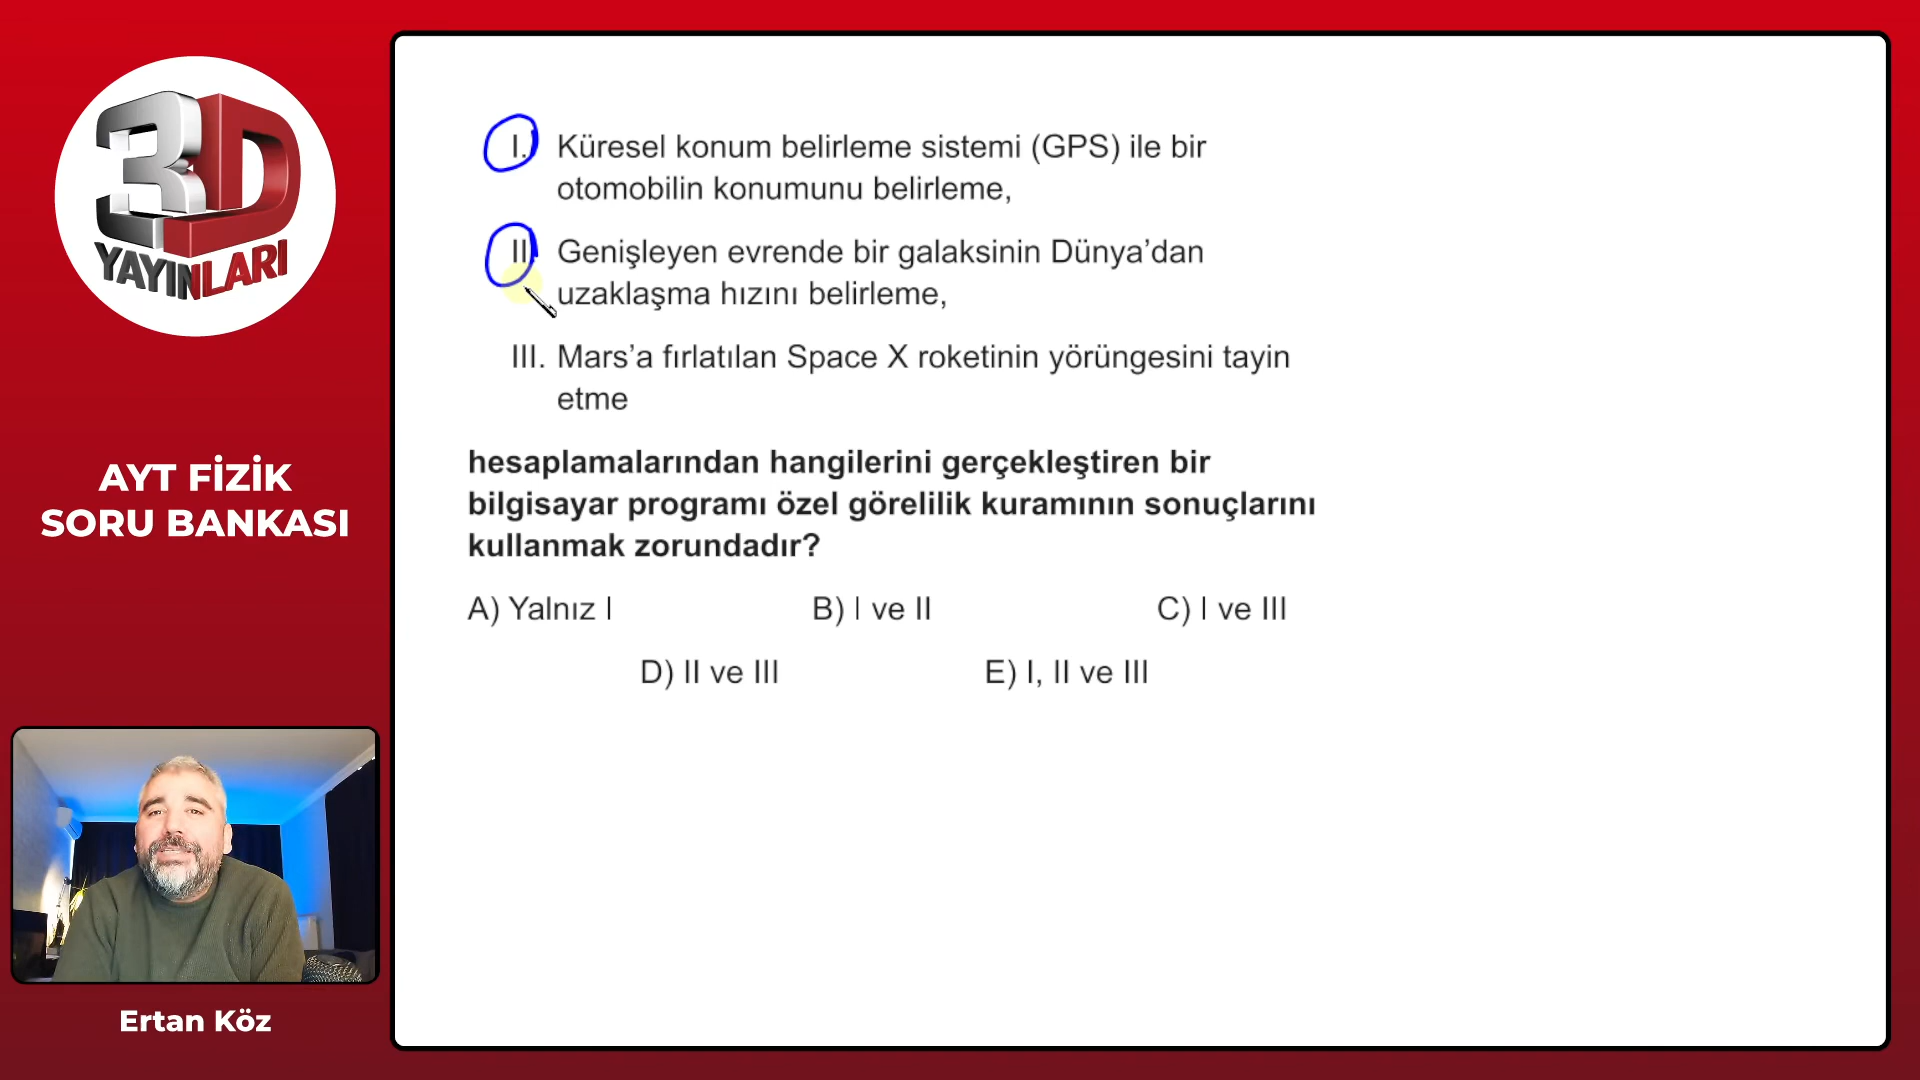 3D
YAYINLARI
AYT FİZİK
SORU BANKASI
Ertan Köz
I. Küresel konum belirleme sistemi (GPS) ile bir
otomobilin konumunu belirleme,
II. Genişleyen evrende bir galaksinin Dünya’dan
uzaklaşma hızını belirleme,
III. Mars’a fırlatılan Space X roketinin yörüngesini tayin
etme
hesaplamalarından hangilerini gerçekleştiren bir
bilgisayar programı özel görelilik kuramının sonuçlarını
kullanmak zorundadır?
A) Yalnız I B) I ve II C) I ve III
D) II ve III E) I, II ve III